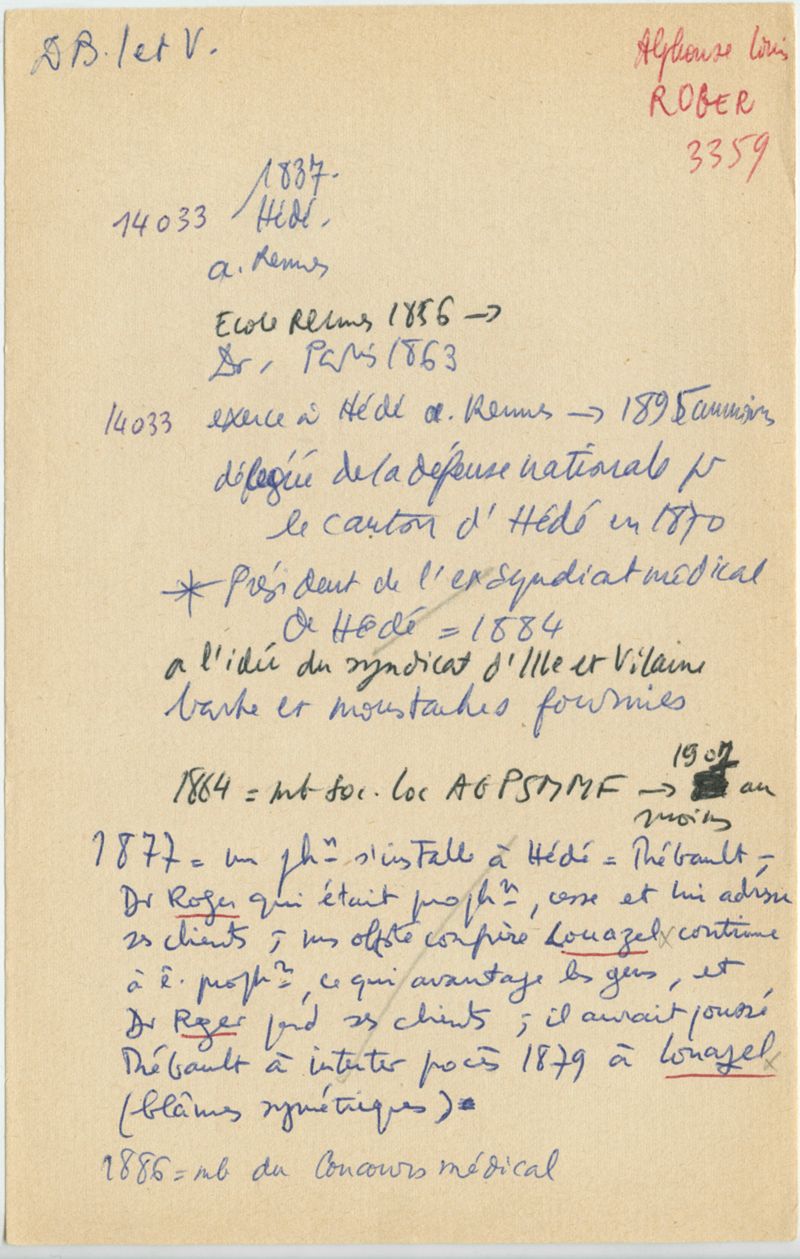 DB. I et V.
Alphonse Louis
ROGER
3359
1837.
14033 Hédé.
a. Rennes
Ecole Rennes 1856 →
Dr. Paris 1863
14033 exerce à Hédé a. Rennes → 1895 au moins
délégué de la défense nationale pr
le canton d'Hédé en 1870
* Président de l'ex Syndicat médical
de Hédé = 1884
a l'idée du syndicat d'Ille et Vilaine
barbe et moustaches fournies
1864 = mb soc. loc AGPSMMF → 1907 au
moins
1877 = un phn s'installe à Hédé = Thébault -
Dr Roger qui était prophn, cesse et lui adresse
ses clients ; confrère Louazel x continue
à ê. prophn, ce qui avantage les gens, et
Dr Roger perd ses clients ; il aurait poussé
Thébault à intenter pocès 1879 à Louazel x
(blâmes symétriques).
1886 = mb du Concours médical